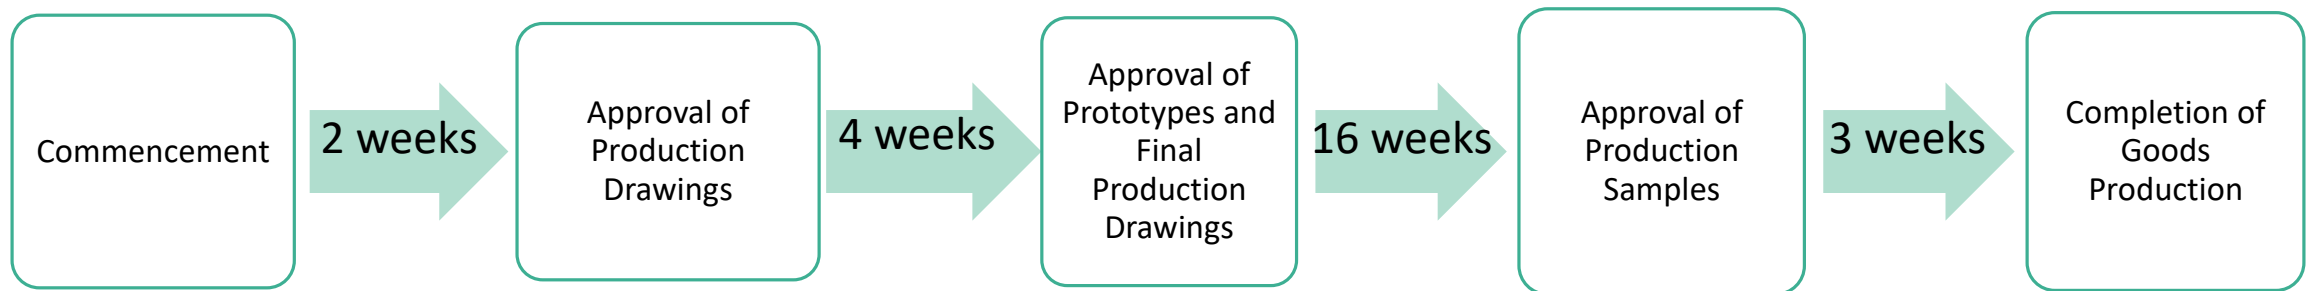 Commencement
2 weeks
Approval of
Production
Drawings
4 weeks
Approval of
Prototypes and
Final
Production
Drawings
16 weeks
Approval of
Production
Samples
3 weeks
Completion of
Goods
Production